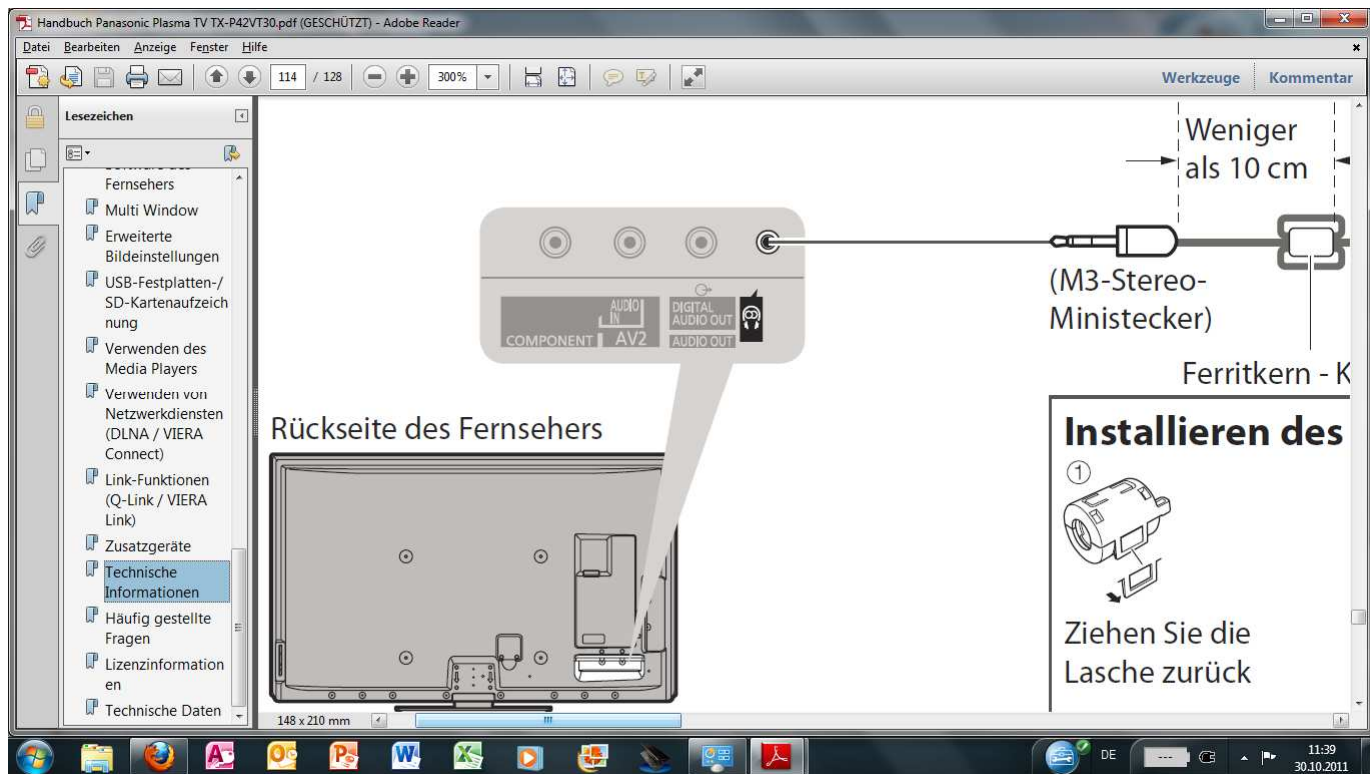 Handbuch Panasonic Plasma TV TX-P42VT30.pdf (GESCHÜTZT) - Adobe Reader
Datei Bearbeiten Anzeige Fenster Hilfe
114 / 128 300% Werkzeuge Kommentar
Lesezeichen
Fernsehers
Multi Window
Erweiterte
Bildeinstellungen
USB-Festplatten-/
SD-Kartenaufzeich
nung
Verwenden des
Media Players
Verwenden von
Netzwerkdiensten
(DLNA / VIERA
Connect)
Link-Funktionen
(Q-Link / VIERA
Link)
Zusatzgeräte
Technische
Informationen
Häufig gestellte
Fragen
Lizenzinformation
en
Technische Daten
Weniger
als 10 cm
(M3-Stereo-
Ministecker)
AUDIO
IN
COMPONENT AV2
DIGITAL
AUDIO OUT
AUDIO OUT
Ferritkern - K
Rückseite des Fernsehers
Installieren des
1
Ziehen Sie die
Lasche zurück
148 x 210 mm
DE
11:39
30.10.2011